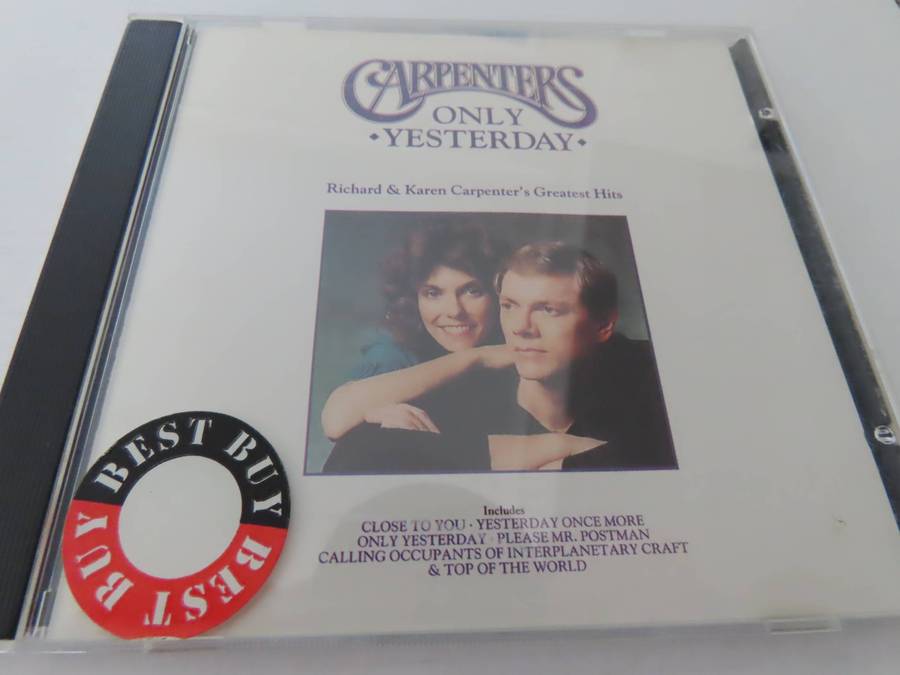 CARPENTERS
ONLY
·YESTERDAY·
Richard & Karen Carpenter's Greatest Hits
Includes
CLOSE TO YOU · YESTERDAY ONCE MORE
ONLY YESTERDAY · PLEASE MR. POSTMAN
CALLING OCCUPANTS OF INTERPLANETARY CRAFT
& TOP OF THE WORLD
BEST BUY
BEST BUY